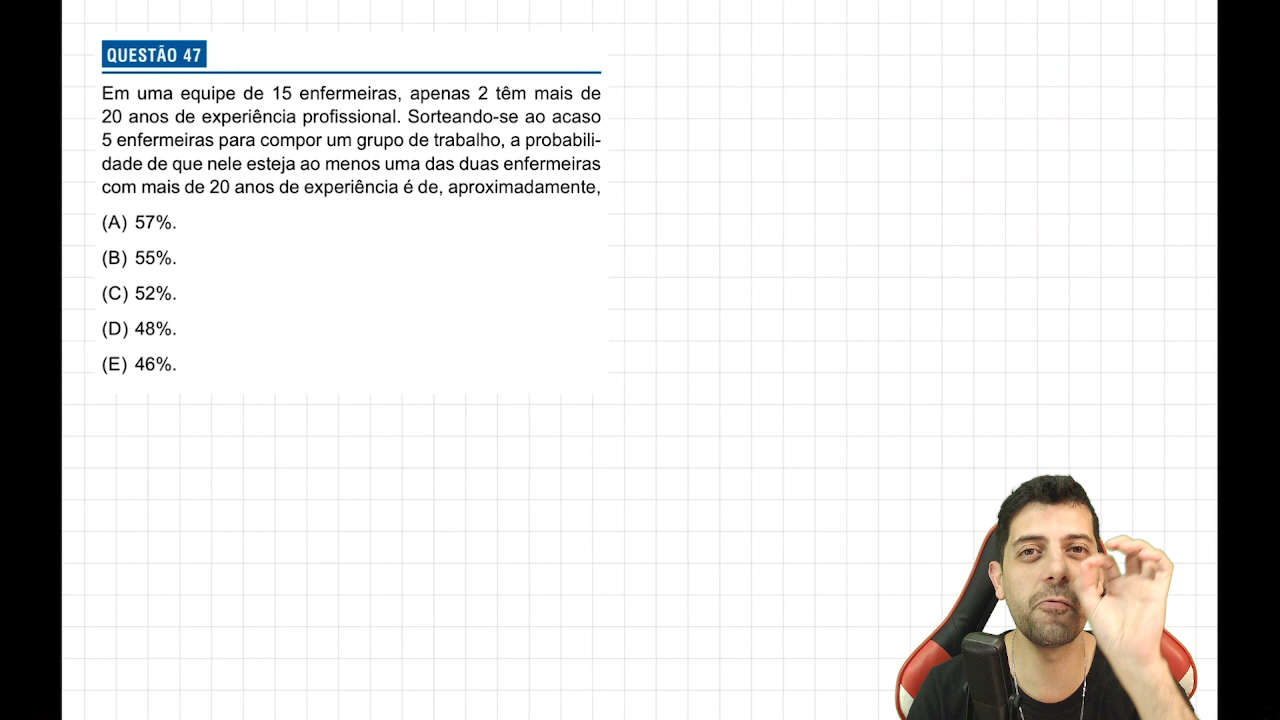 QUESTÃO 47
Em uma equipe de 15 enfermeiras, apenas 2 têm mais de
20 anos de experiência profissional. Sorteando-se ao acaso
5 enfermeiras para compor um grupo de trabalho, a probabili-
dade de que nele esteja ao menos uma das duas enfermeiras
com mais de 20 anos de experiência é de, aproximadamente,
(A) 57%.
(B) 55%.
(C) 52%.
(D) 48%.
(E) 46%.